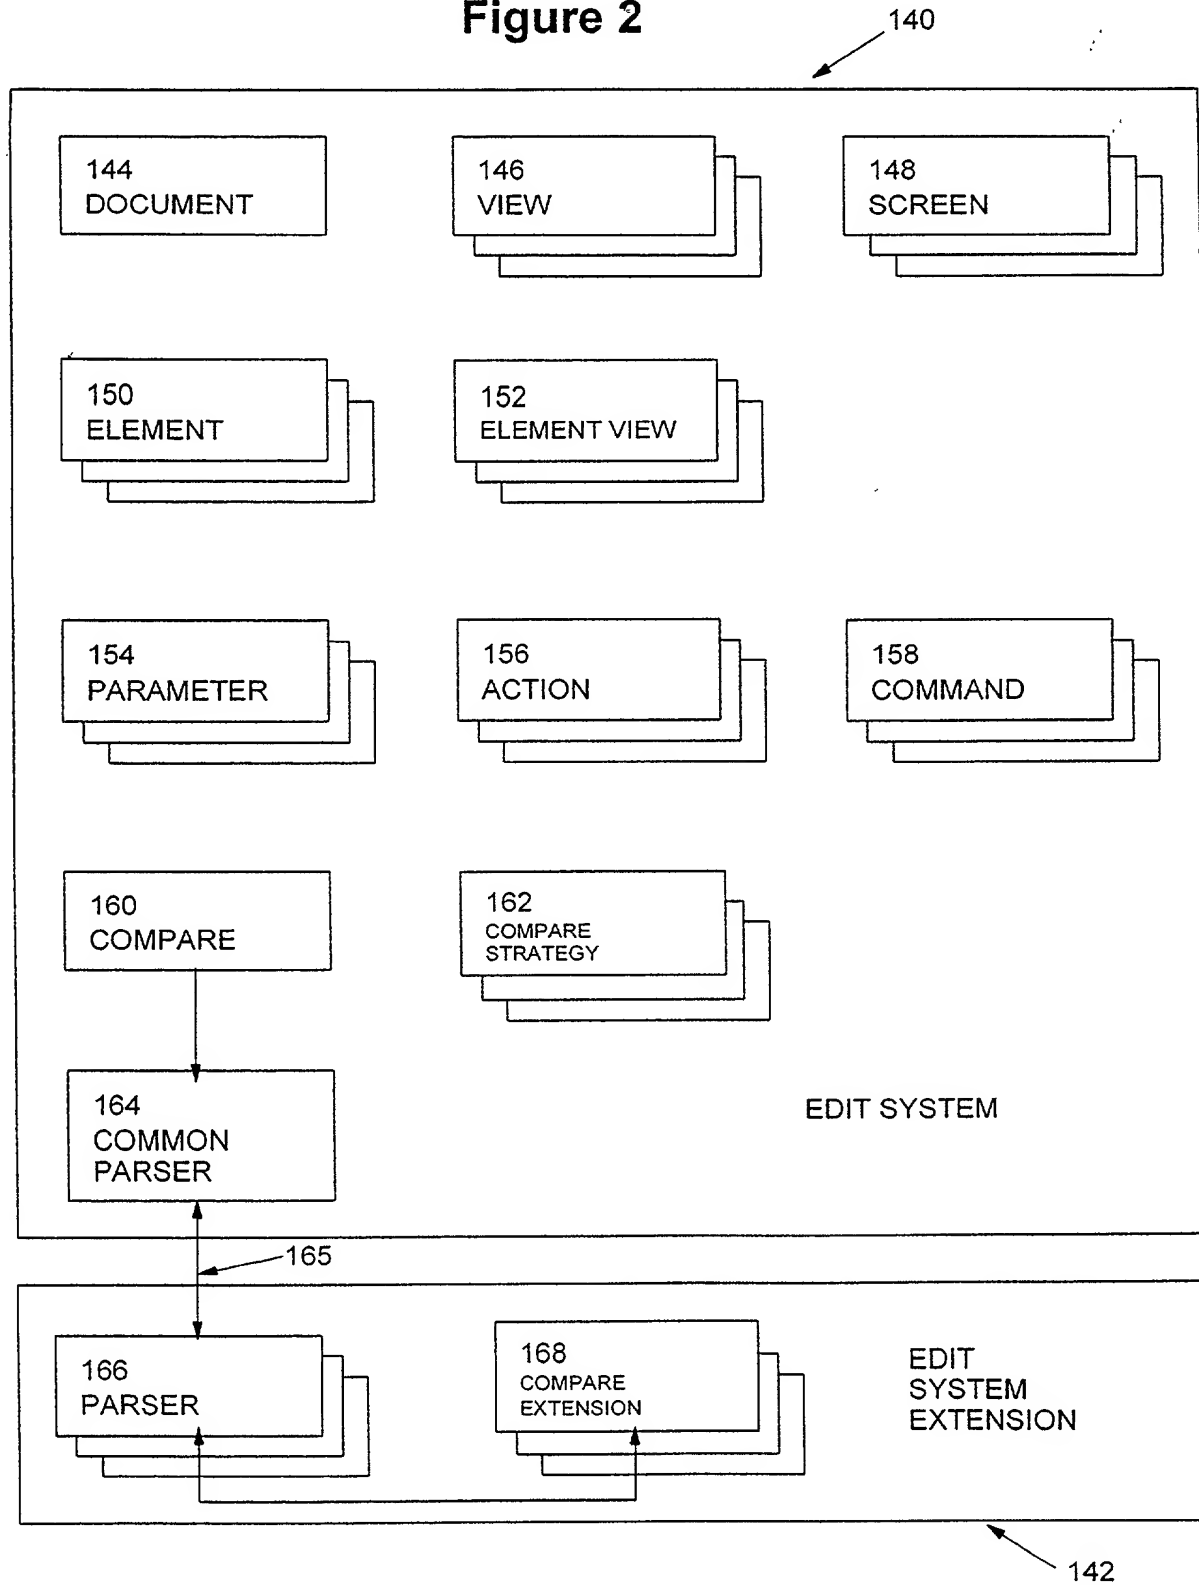 Figure 2
140
144
DOCUMENT
146
VIEW
148
SCREEN
150
ELEMENT
152
ELEMENT VIEW
154
PARAMETER
156
ACTION
158
COMMAND
160
COMPARE
162
COMPARE
STRATEGY
164
COMMON
PARSER
EDIT SYSTEM
165
166
PARSER
168
COMPARE
EXTENSION
EDIT
SYSTEM
EXTENSION
142